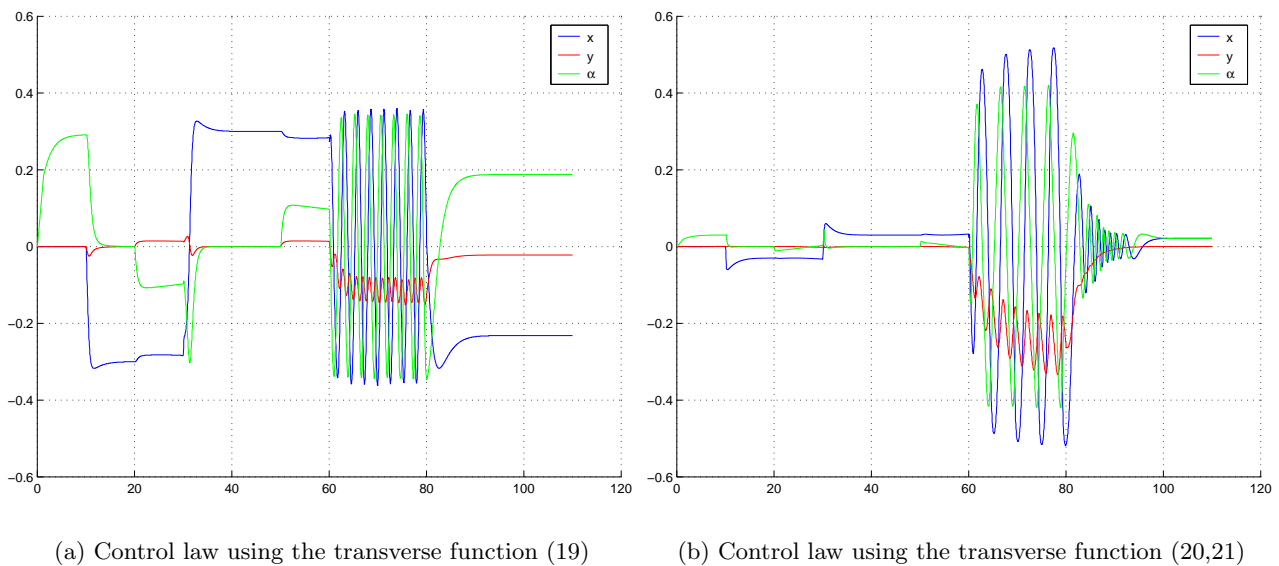 0.6
0.4
0.2
0
−0.2
−0.4
−0.6
0 20 40 60 80 100 120
x
y
α
(a) Control law using the transverse function (19)
0.6
0.4
0.2
0
−0.2
−0.4
−0.6
0 20 40 60 80 100 120
x
y
α
(b) Control law using the transverse function (20,21)